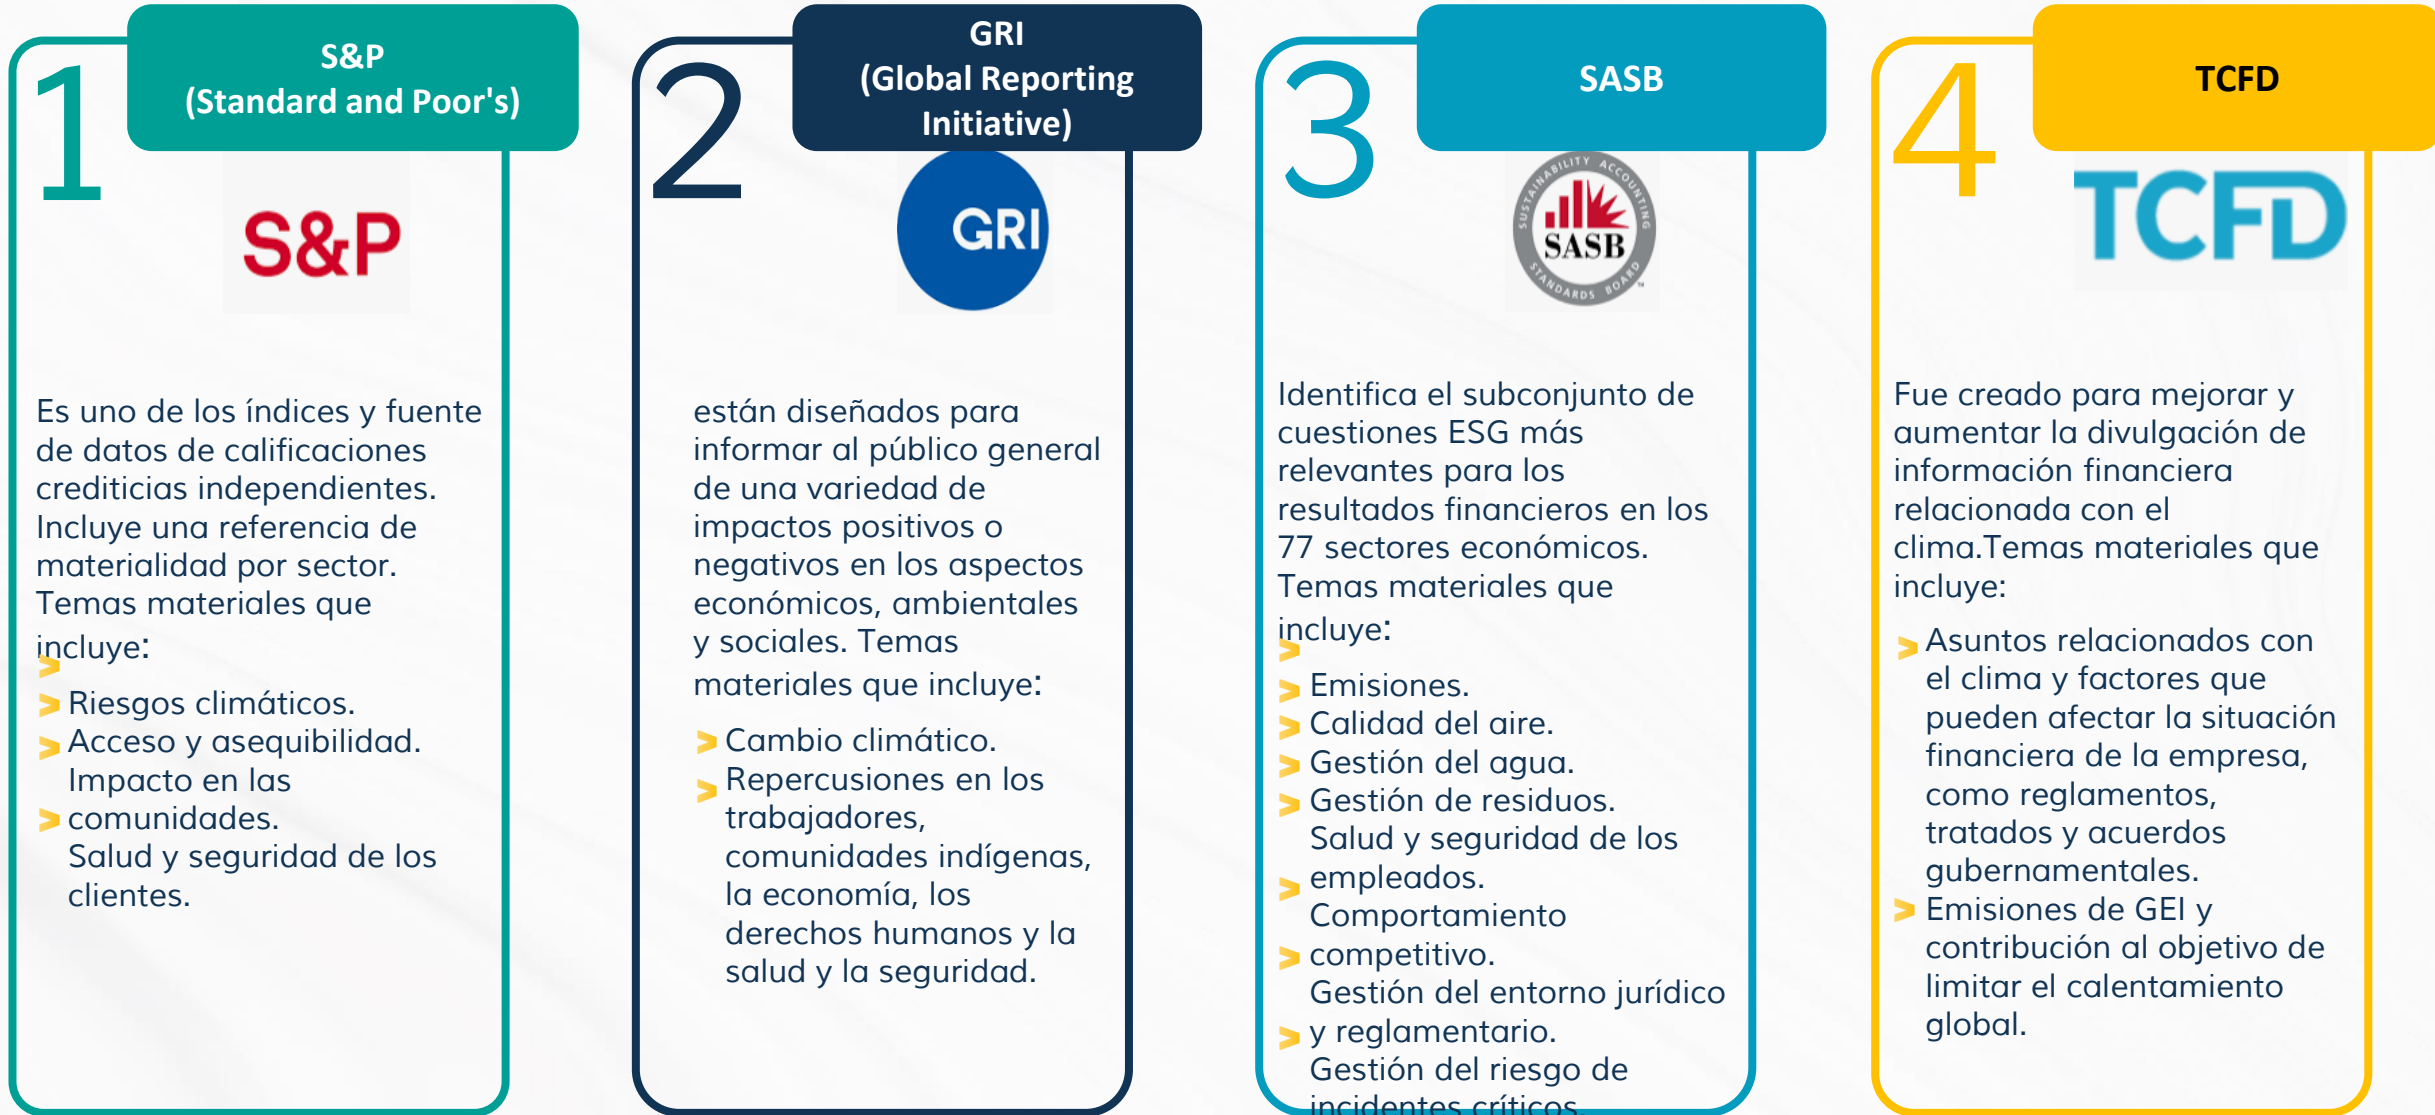 1
S&P
(Standard and Poor's)
S&P
Es uno de los índices y fuente
de datos de calificaciones
crediticias independientes.
Incluye una referencia de
materialidad por sector.
Temas materiales que
incluye:
>
> Riesgos climáticos.
> Acceso y asequibilidad.
Impacto en las
> comunidades.
Salud y seguridad de los
clientes.
2
GRI
(Global Reporting
Initiative)
GRI
están diseñados para
informar al público general
de una variedad de
impactos positivos o
negativos en los aspectos
económicos, ambientales
y sociales. Temas
materiales que incluye:
> Cambio climático.
> Repercusiones en los
trabajadores,
comunidades indígenas,
la economía, los
derechos humanos y la
salud y la seguridad.
3
SASB
SUSTAINABILITY ACCOUNTING
SASB
STANDARDS BOARD
TM
Identifica el subconjunto de
cuestiones ESG más
relevantes para los
resultados financieros en los
77 sectores económicos.
Temas materiales que
incluye:
>
> Emisiones.
> Calidad del aire.
> Gestión del agua.
> Gestión de residuos.
Salud y seguridad de los
> empleados.
Comportamiento
> competitivo.
Gestión del entorno jurídico
> y reglamentario.
Gestión del riesgo de
incidentes críticos.
4
TCFD
TCFD
Fue creado para mejorar y
aumentar la divulgación de
información financiera
relacionada con el
clima.Temas materiales que
incluye:
> Asuntos relacionados con
el clima y factores que
pueden afectar la situación
financiera de la empresa,
como reglamentos,
tratados y acuerdos
gubernamentales.
> Emisiones de GEI y
contribución al objetivo de
limitar el calentamiento
global.